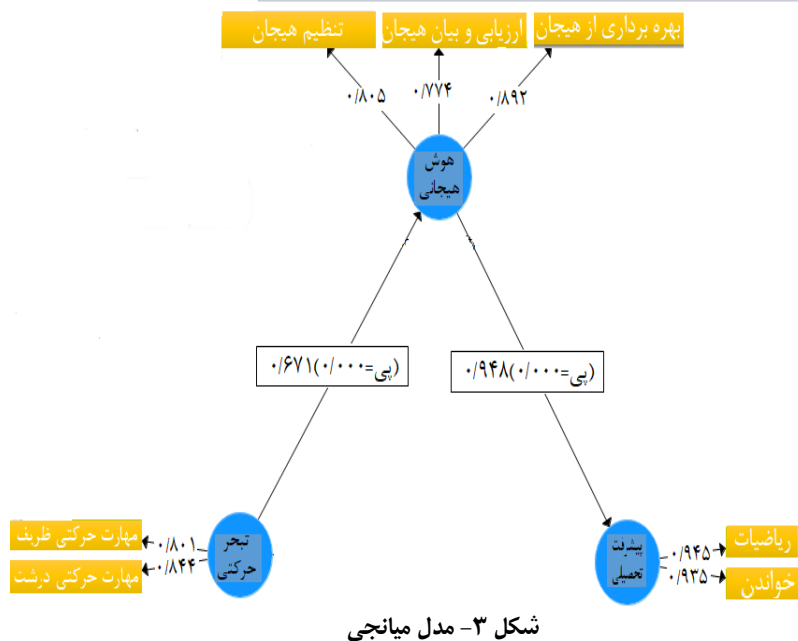 بهره برداری از هیجان
ارزیابی و بیان هیجان
تنظیم هیجان
۰/۸۹۲
۰/۷۷۴
۰/۸۰۵
هوش
هیجانی
۰/۹۴۸(پی=۰/۰۰۰)
۰/۶۷۱(پی=۰/۰۰۰)
ریاضیات
۰/۹۴۵
پیشرفت
تحصیلی
۰/۹۳۵
خواندن
تبحر
حرکتی
۰/۸۰۱
مهارت حرکتی ظریف
۰/۸۴۴
مهارت حرکتی درشت
شکل ۳- مدل میانجی